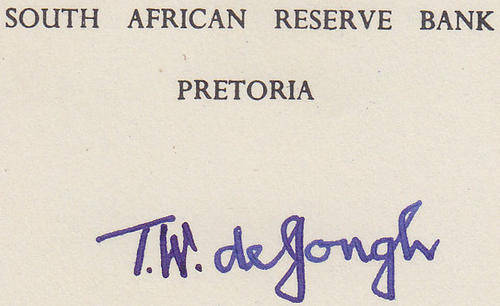 SOUTH AFRICAN RESERVE BANK
PRETORIA
T.W. de Jongh